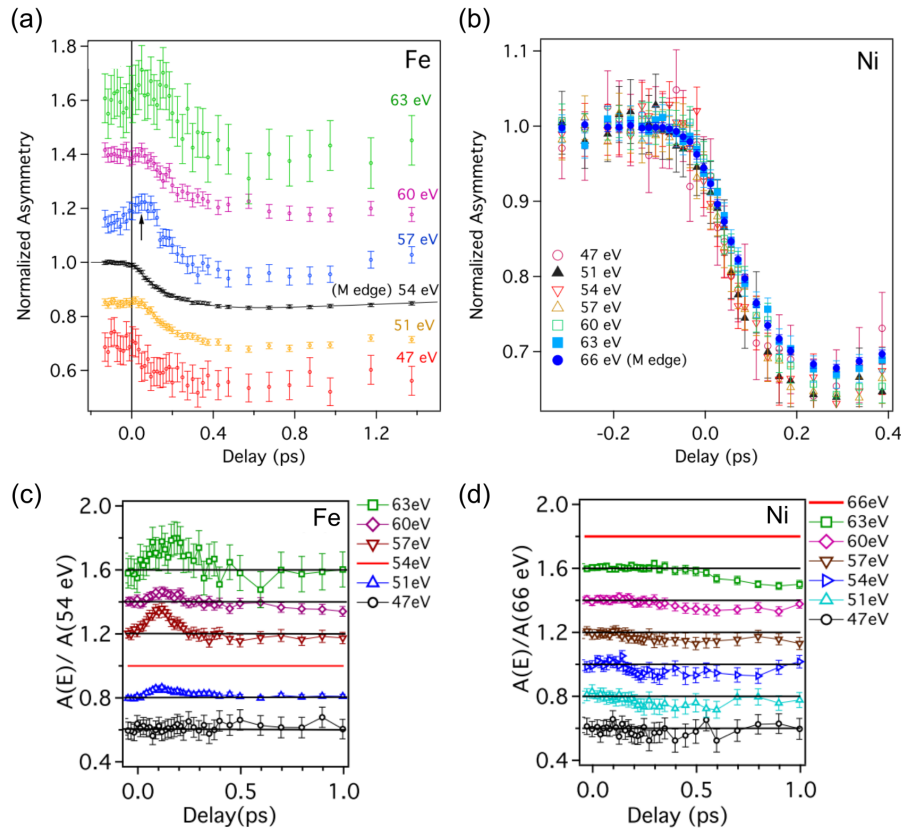 (a)
Fe
Normalized Asymmetry
1.8
1.6
1.4
1.2
1.0
0.8
0.6
63 eV
60 eV
57 eV
(M edge) 54 eV
51 eV
47 eV
0.0
0.4
0.8
1.2
Delay (ps)
(b)
Ni
Normalized Asymmetry
1.1
1.0
0.9
0.8
0.7
47 eV
51 eV
54 eV
57 eV
60 eV
63 eV
66 eV (M edge)
-0.2
0.0
0.2
0.4
Delay (ps)
(c)
Fe
A(E)/ A(54 eV)
2.0
1.6
1.2
0.8
0.4
63eV
60eV
57eV
54eV
51eV
47eV
0.0
0.5
1.0
Delay(ps)
(d)
Ni
A(E)/A(66 eV)
2.0
1.6
1.2
0.8
0.4
66eV
63eV
60eV
57eV
54eV
51eV
47eV
0.0
0.5
1.0
Delay (ps)